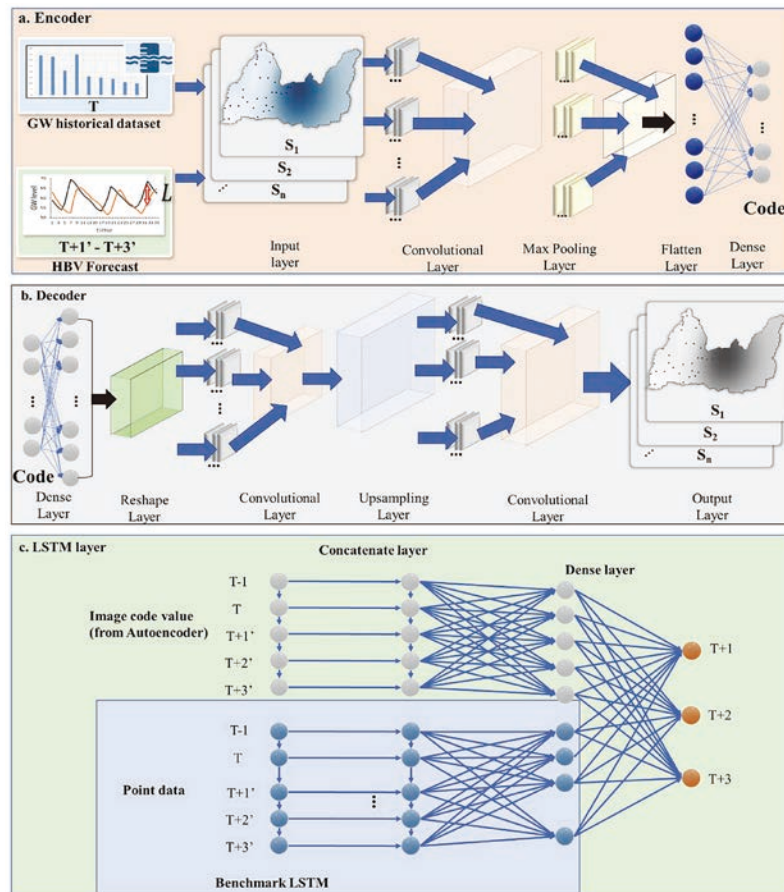 a. Encoder
T
GW historical dataset
GW level
L
T+1' - T+3'
HBV Forecast
S1
S2
Sn
Input
layer
Convolutional
Layer
Max Pooling
Layer
Flatten
Layer
Code
Dense
Layer
b. Decoder
Code
Dense
Layer
Reshape
Layer
Convolutional
Layer
Upsampling
Layer
Convolutional
Layer
S1
S2
Sn
Output
Layer
c. LSTM layer
Concatenate layer
Dense layer
Image code value
(from Autoencoder)
T-1
T
T+1'
T+2'
T+3'
T+1
T+2
T+3
Point data
T-1
T
T+1'
T+2'
T+3'
Benchmark LSTM